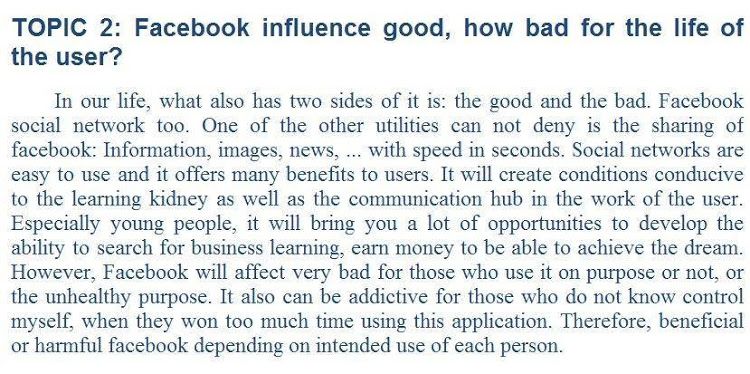 TOPIC 2: Facebook influence good, how bad for the life of
the user?
In our life, what also has two sides of it is: the good and the bad. Facebook
social network too. One of the other utilities can not deny is the sharing of
facebook: Information, images, news, ... with speed in seconds. Social networks are
easy to use and it offers many benefits to users. It will create conditions conducive
to the learning kidney as well as the communication hub in the work of the user.
Especially young people, it will bring you a lot of opportunities to develop the
ability to search for business learning, earn money to be able to achieve the dream.
However, Facebook will affect very bad for those who use it on purpose or not, or
the unhealthy purpose. It also can be addictive for those who do not know control
myself, when they won too much time using this application. Therefore, beneficial
or harmful facebook depending on intended use of each person.